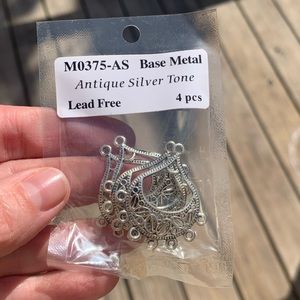 M0375-AS Base Metal
Antique Silver Tone
Lead Free 4 pcs